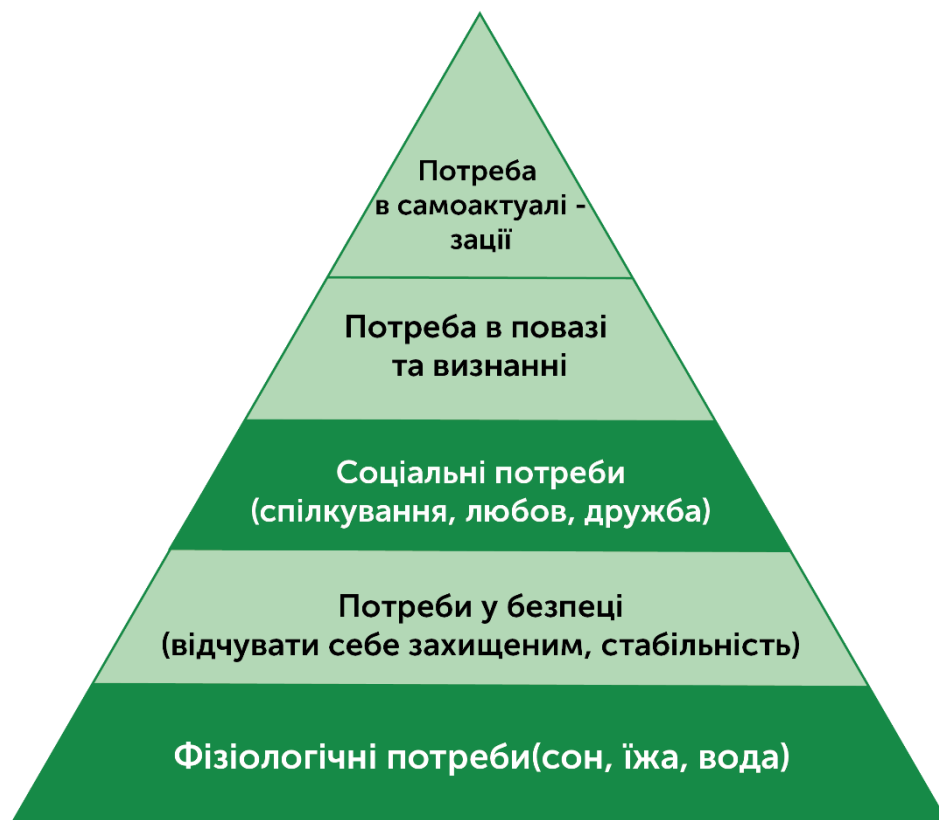 Потреба
в самоактуалі -
зації
Потреба в повазі
та визнанні
Соціальні потреби
(спілкування, любов, дружба)
Потреби у безпеці
(відчувати себе захищеним, стабільність)
Фізіологічні потреби(сон, їжа, вода)